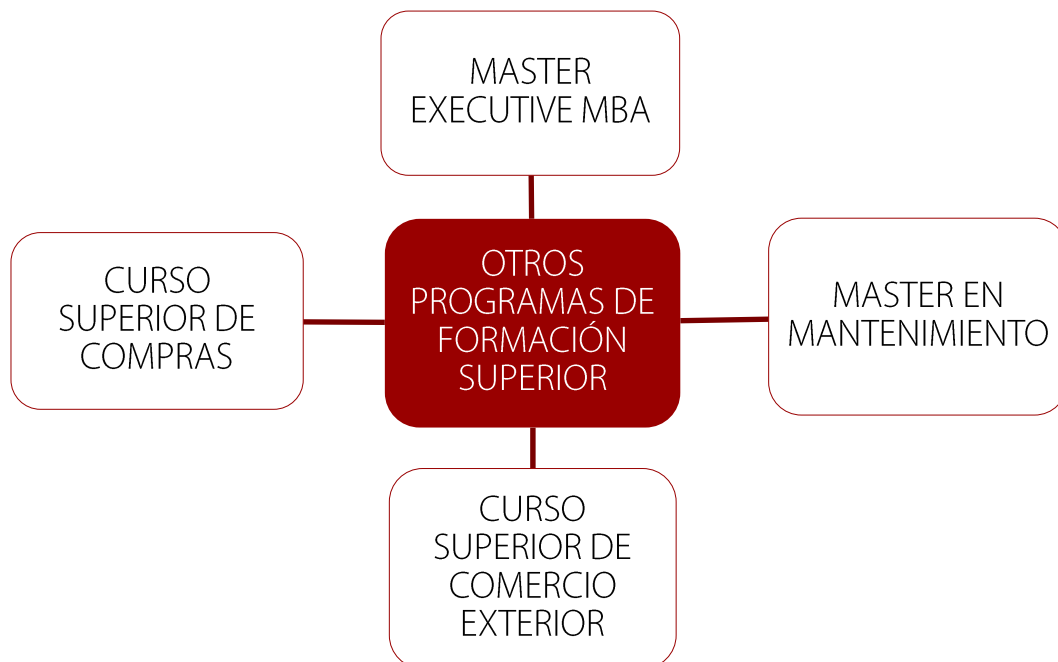 MASTER
EXECUTIVE MBA
CURSO
SUPERIOR DE
COMPRAS
OTROS
PROGRAMAS DE
FORMACIÓN
SUPERIOR
MASTER EN
MANTENIMIENTO
CURSO
SUPERIOR DE
COMERCIO
EXTERIOR